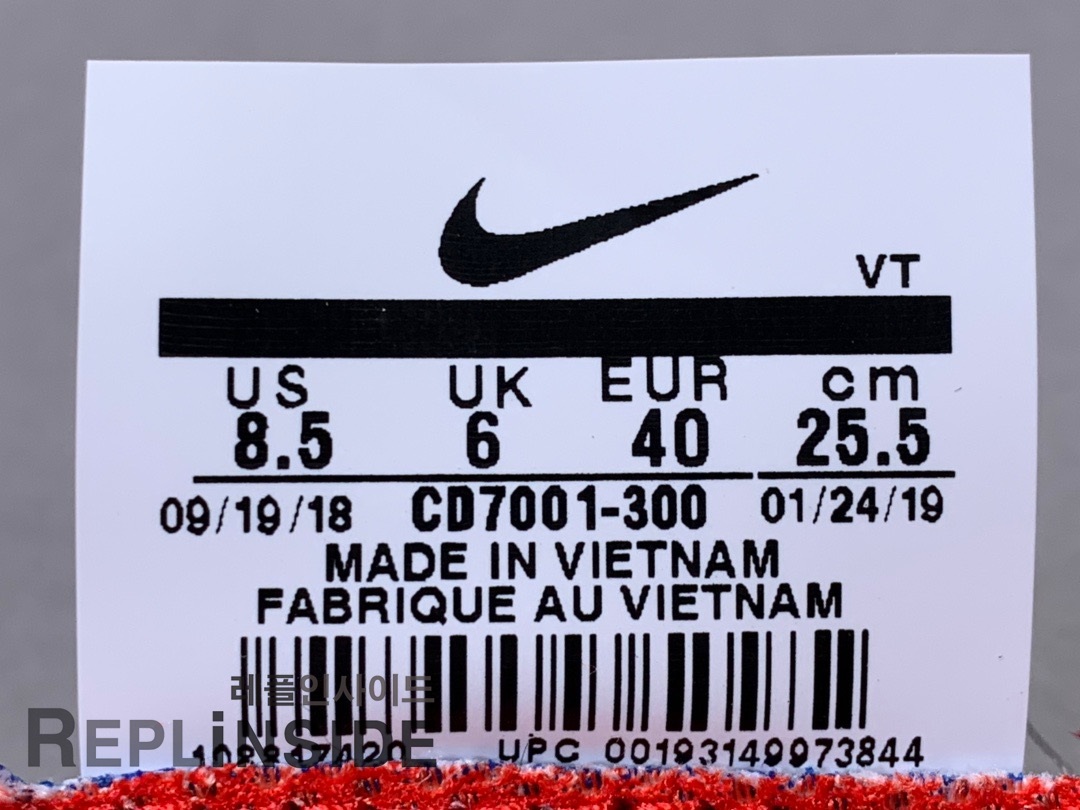 VT
US UK EUR cm
8.5 6 40 25.5
09/19/18 CD7001-300 01/24/19
MADE IN VIETNAM
FABRIQUE AU VIETNAM
레플인사이드
REPLiNSIDE
UPC 00193149973844